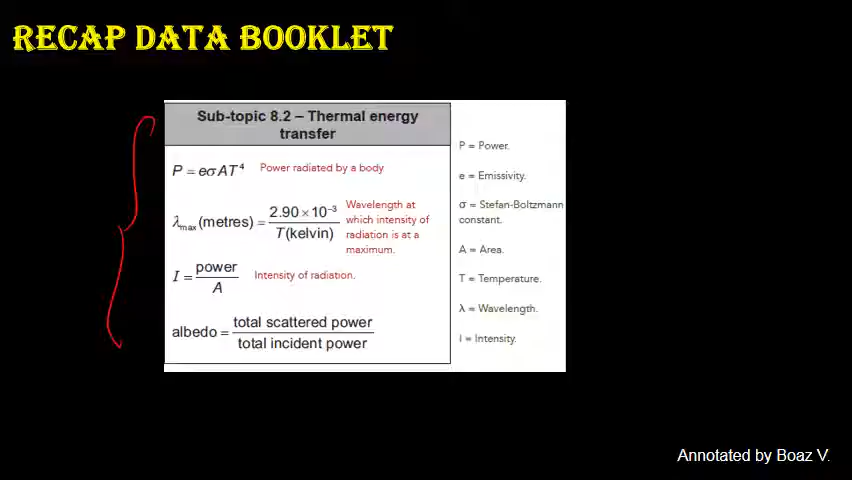 RECAP DATA BOOKLET
Sub-topic 8.2 – Thermal energy
transfer
P = eσAT⁴ Power radiated by a body
λmax (metres) = 2.90 × 10⁻³ / T(kelvin)
Wavelength at
which intensity of
radiation is at a
maximum.
I = power / A Intensity of radiation.
albedo = total scattered power / total incident power
P = Power.
e = Emissivity.
σ = Stefan-Boltzmann
constant.
A = Area.
T = Temperature.
λ = Wavelength.
I = Intensity.
Annotated by Boaz V.